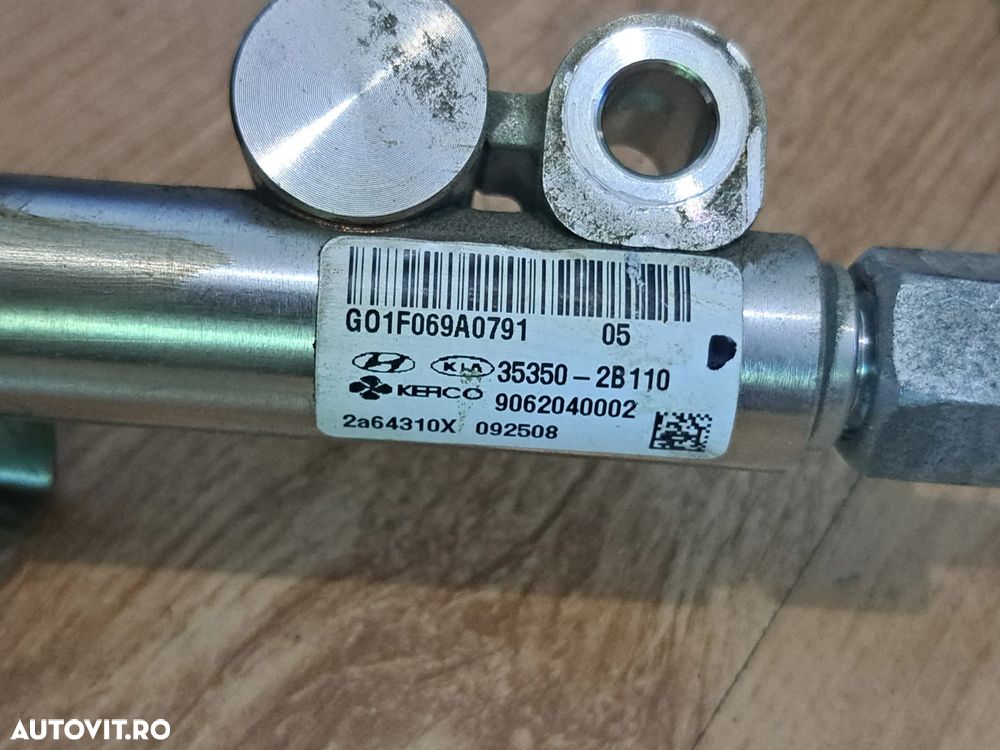 G01F069A0791 05
KIA 35350-2B110
KEFICO 9062040002
2a64310X 092508
AUTOVIT.RO